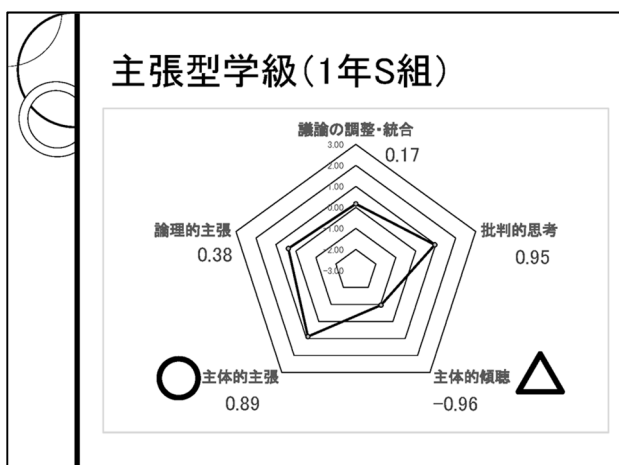 主張型学級(1年S組)
議論の調整・統合
0.17
3.00
2.00
1.00
0.00
-1.00
-2.00
-3.00
論理的主張
0.38
批判的思考
0.95
主体的主張
0.89
主体的傾聴
-0.96